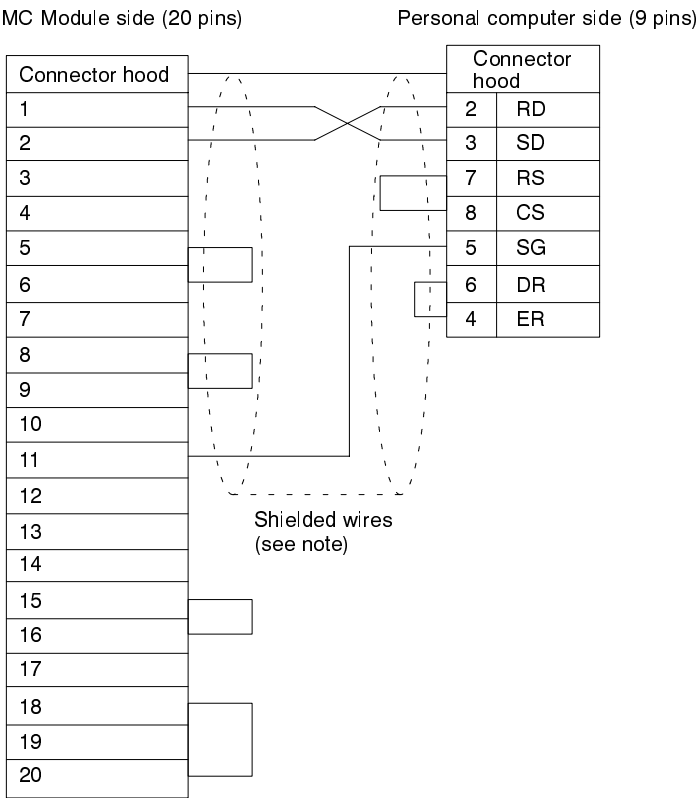 MC Module side (20 pins)
Personal computer side (9 pins)
Connector hood
1
2
3
4
5
6
7
8
9
10
11
12
13
14
15
16
17
18
19
20
Connector
hood
2 RD
3 SD
7 RS
8 CS
5 SG
6 DR
4 ER
Shielded wires
(see note)